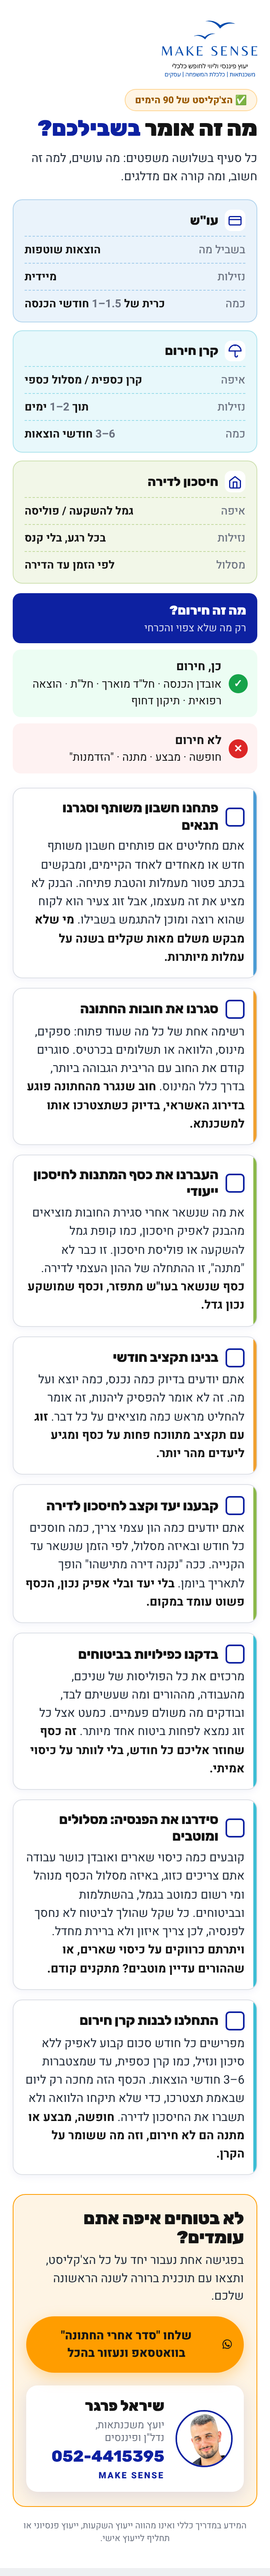 MAKE SENSE
יעוץ פיננסי וליווי לחופש כלכלי
משכנתאות | כלכלת המשפחה | עסקים
✅ הצ'קליסט של 90 הימים
מה זה אומר בשבילכם?
כל סעיף בשלושה משפטים: מה עושים, למה זה
חשוב, ומה קורה אם מדלגים.
עו"ש
בשביל מה הוצאות שוטפות
נזילות מיידית
כמה כרית של 1–1.5 חודשי הכנסה
קרן חירום
איפה קרן כספית / מסלול כספי
נזילות תוך 1–2 ימים
כמה 3–6 חודשי הוצאות
חיסכון לדירה
איפה גמל להשקעה / פוליסה
נזילות בכל רגע, בלי קנס
מסלול לפי הזמן עד הדירה
מה זה חירום?
רק מה שלא צפוי והכרחי
כן, חירום
אובדן הכנסה · חל"ד מוארך · חל"ת · הוצאה
רפואית · תיקון דחוף
לא חירום
חופשה · מבצע · מתנה · "הזדמנות"
פתחנו חשבון משותף וסגרנו
תנאים
אתם מחליטים אם פותחים חשבון משותף
חדש או מאחדים לאחד הקיימים, ומבקשים
בכתב פטור מעמלות והטבת פתיחה. הבנק לא
מציע את זה מעצמו, אבל זוג צעיר הוא לקוח
שהוא רוצה ומוכן להתגמש בשבילו. מי שלא
מבקש משלם מאות שקלים בשנה על
עמלות מיותרות.
סגרנו את חובות החתונה
רשימה אחת של כל מה שעוד פתוח: ספקים,
מינוס, הלוואה או תשלומים בכרטיס. סוגרים
קודם את החוב עם הריבית הגבוהה ביותר,
בדרך כלל המינוס. חוב שנגרר מהחתונה פוגע
בדירוג האשראי, בדיוק כשתצטרכו אותו
למשכנתא.
העברנו את כסף המתנות לחיסכון
ייעודי
את מה שנשאר אחרי סגירת החובות מוציאים
מהבנק לאפיק חיסכון, כמו קופת גמל
להשקעה או פוליסת חיסכון. זו כבר לא
"מתנה", זו ההתחלה של ההון העצמי לדירה.
כסף שנשאר בעו"ש מתפזר, וכסף שמושקע
נכון גדל.
בנינו תקציב חודשי
אתם יודעים בדיוק כמה נכנס, כמה יוצא ועל
מה. זה לא אומר להפסיק ליהנות, זה אומר
להחליט מראש כמה מוציאים על כל דבר. זוג
עם תקציב מתווכח פחות על כסף ומגיע
ליעדים מהר יותר.
קבענו יעד וקצב לחיסכון לדירה
אתם יודעים כמה הון עצמי צריך, כמה חוסכים
כל חודש ובאיזה מסלול, לפי הזמן שנשאר עד
הקנייה. ככה "נקנה דירה מתישהו" הופך
לתאריך ביומן. בלי יעד ובלי אפיק נכון, הכסף
פשוט עומד במקום.
בדקנו כפילויות בביטוחים
מרכזים את כל הפוליסות של שניכם,
מהעבודה, מההורים ומה שעשיתם לבד,
ובודקים מה משולם פעמיים. כמעט אצל כל
זוג נמצא לפחות ביטוח אחד מיותר. זה כסף
שחוזר אליכם כל חודש, בלי לוותר על כיסוי
אמיתי.
סידרנו את הפנסיה: מסלולים
ומוטבים
קובעים כמה כיסוי שארים ואובדן כושר עבודה
אתם צריכים כזוג, באיזה מסלול הכסף מנוהל
ומי רשום כמוטב בגמל, בהשתלמות
ובביטוחים. כל שקל שהולך לביטוח לא נחסך
לפנסיה, לכן צריך איזון ולא ברירת מחדל.
ויתרתם כרווקים על כיסוי שארים, או
שההורים עדיין מוטבים? מתקנים קודם.
התחלנו לבנות קרן חירום
מפרישים כל חודש סכום קבוע לאפיק ללא
סיכון ונזיל, כמו קרן כספית, עד שמצטברות
3–6 חודשי הוצאות. הכסף הזה מחכה רק ליום
שבאמת תצטרכו, כדי שלא תיקחו הלוואה ולא
תשברו את החיסכון לדירה. חופשה, מבצע או
מתנה הם לא חירום, וזה מה ששומר על
הקרן.
לא בטוחים איפה אתם
עומדים?
בפגישה אחת נעבור יחד על כל הצ'קליסט,
ותצאו עם תוכנית ברורה לשנה הראשונה
שלכם.
שלחו "סדר אחרי החתונה"
בוואטסאפ ונעזור בהכל
שיראל פרגר
יועץ משכנתאות,
נדל"ן ופיננסים
052-4415395
MAKE SENSE
המידע במדריך כללי ואינו מהווה ייעוץ השקעות, ייעוץ פנסיוני או
תחליף לייעוץ אישי.